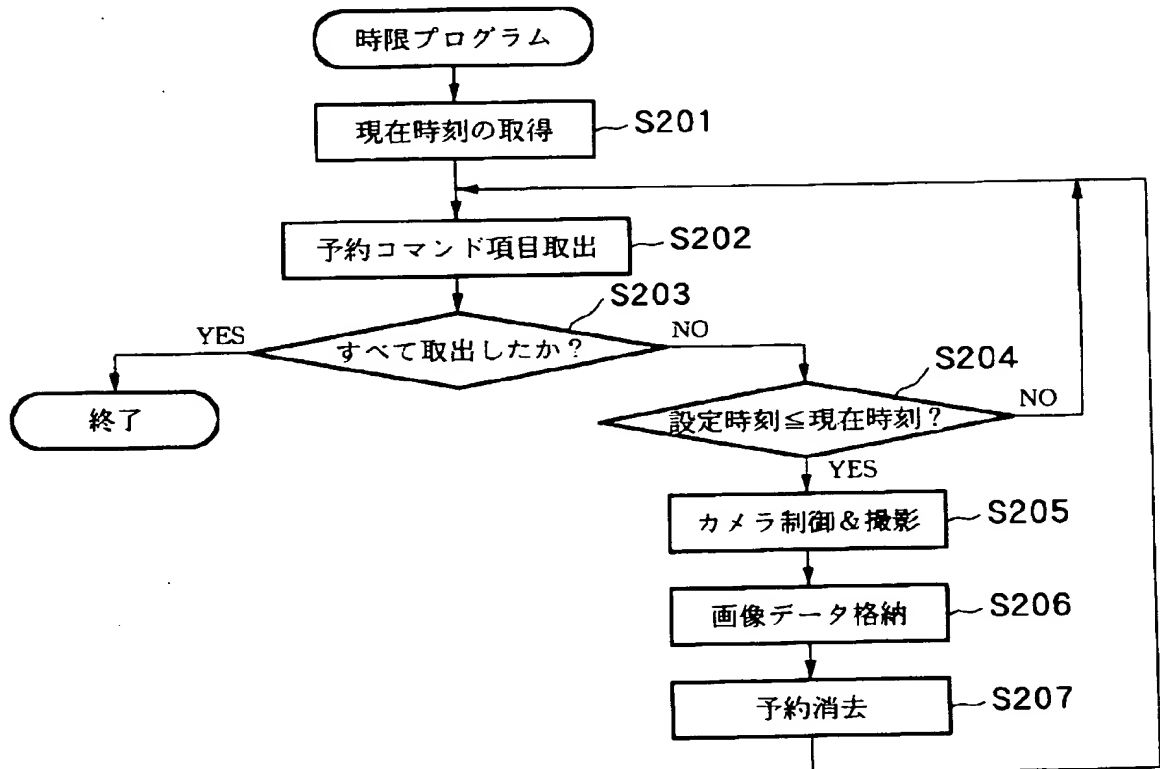 時限プログラム
現在時刻の取得
S201
予約コマンド項目取出
S202
S203
YES
すべて取出したか?
NO
S204
終了
設定時刻≦現在時刻?
NO
YES
カメラ制御&撮影
S205
画像データ格納
S206
予約消去
S207